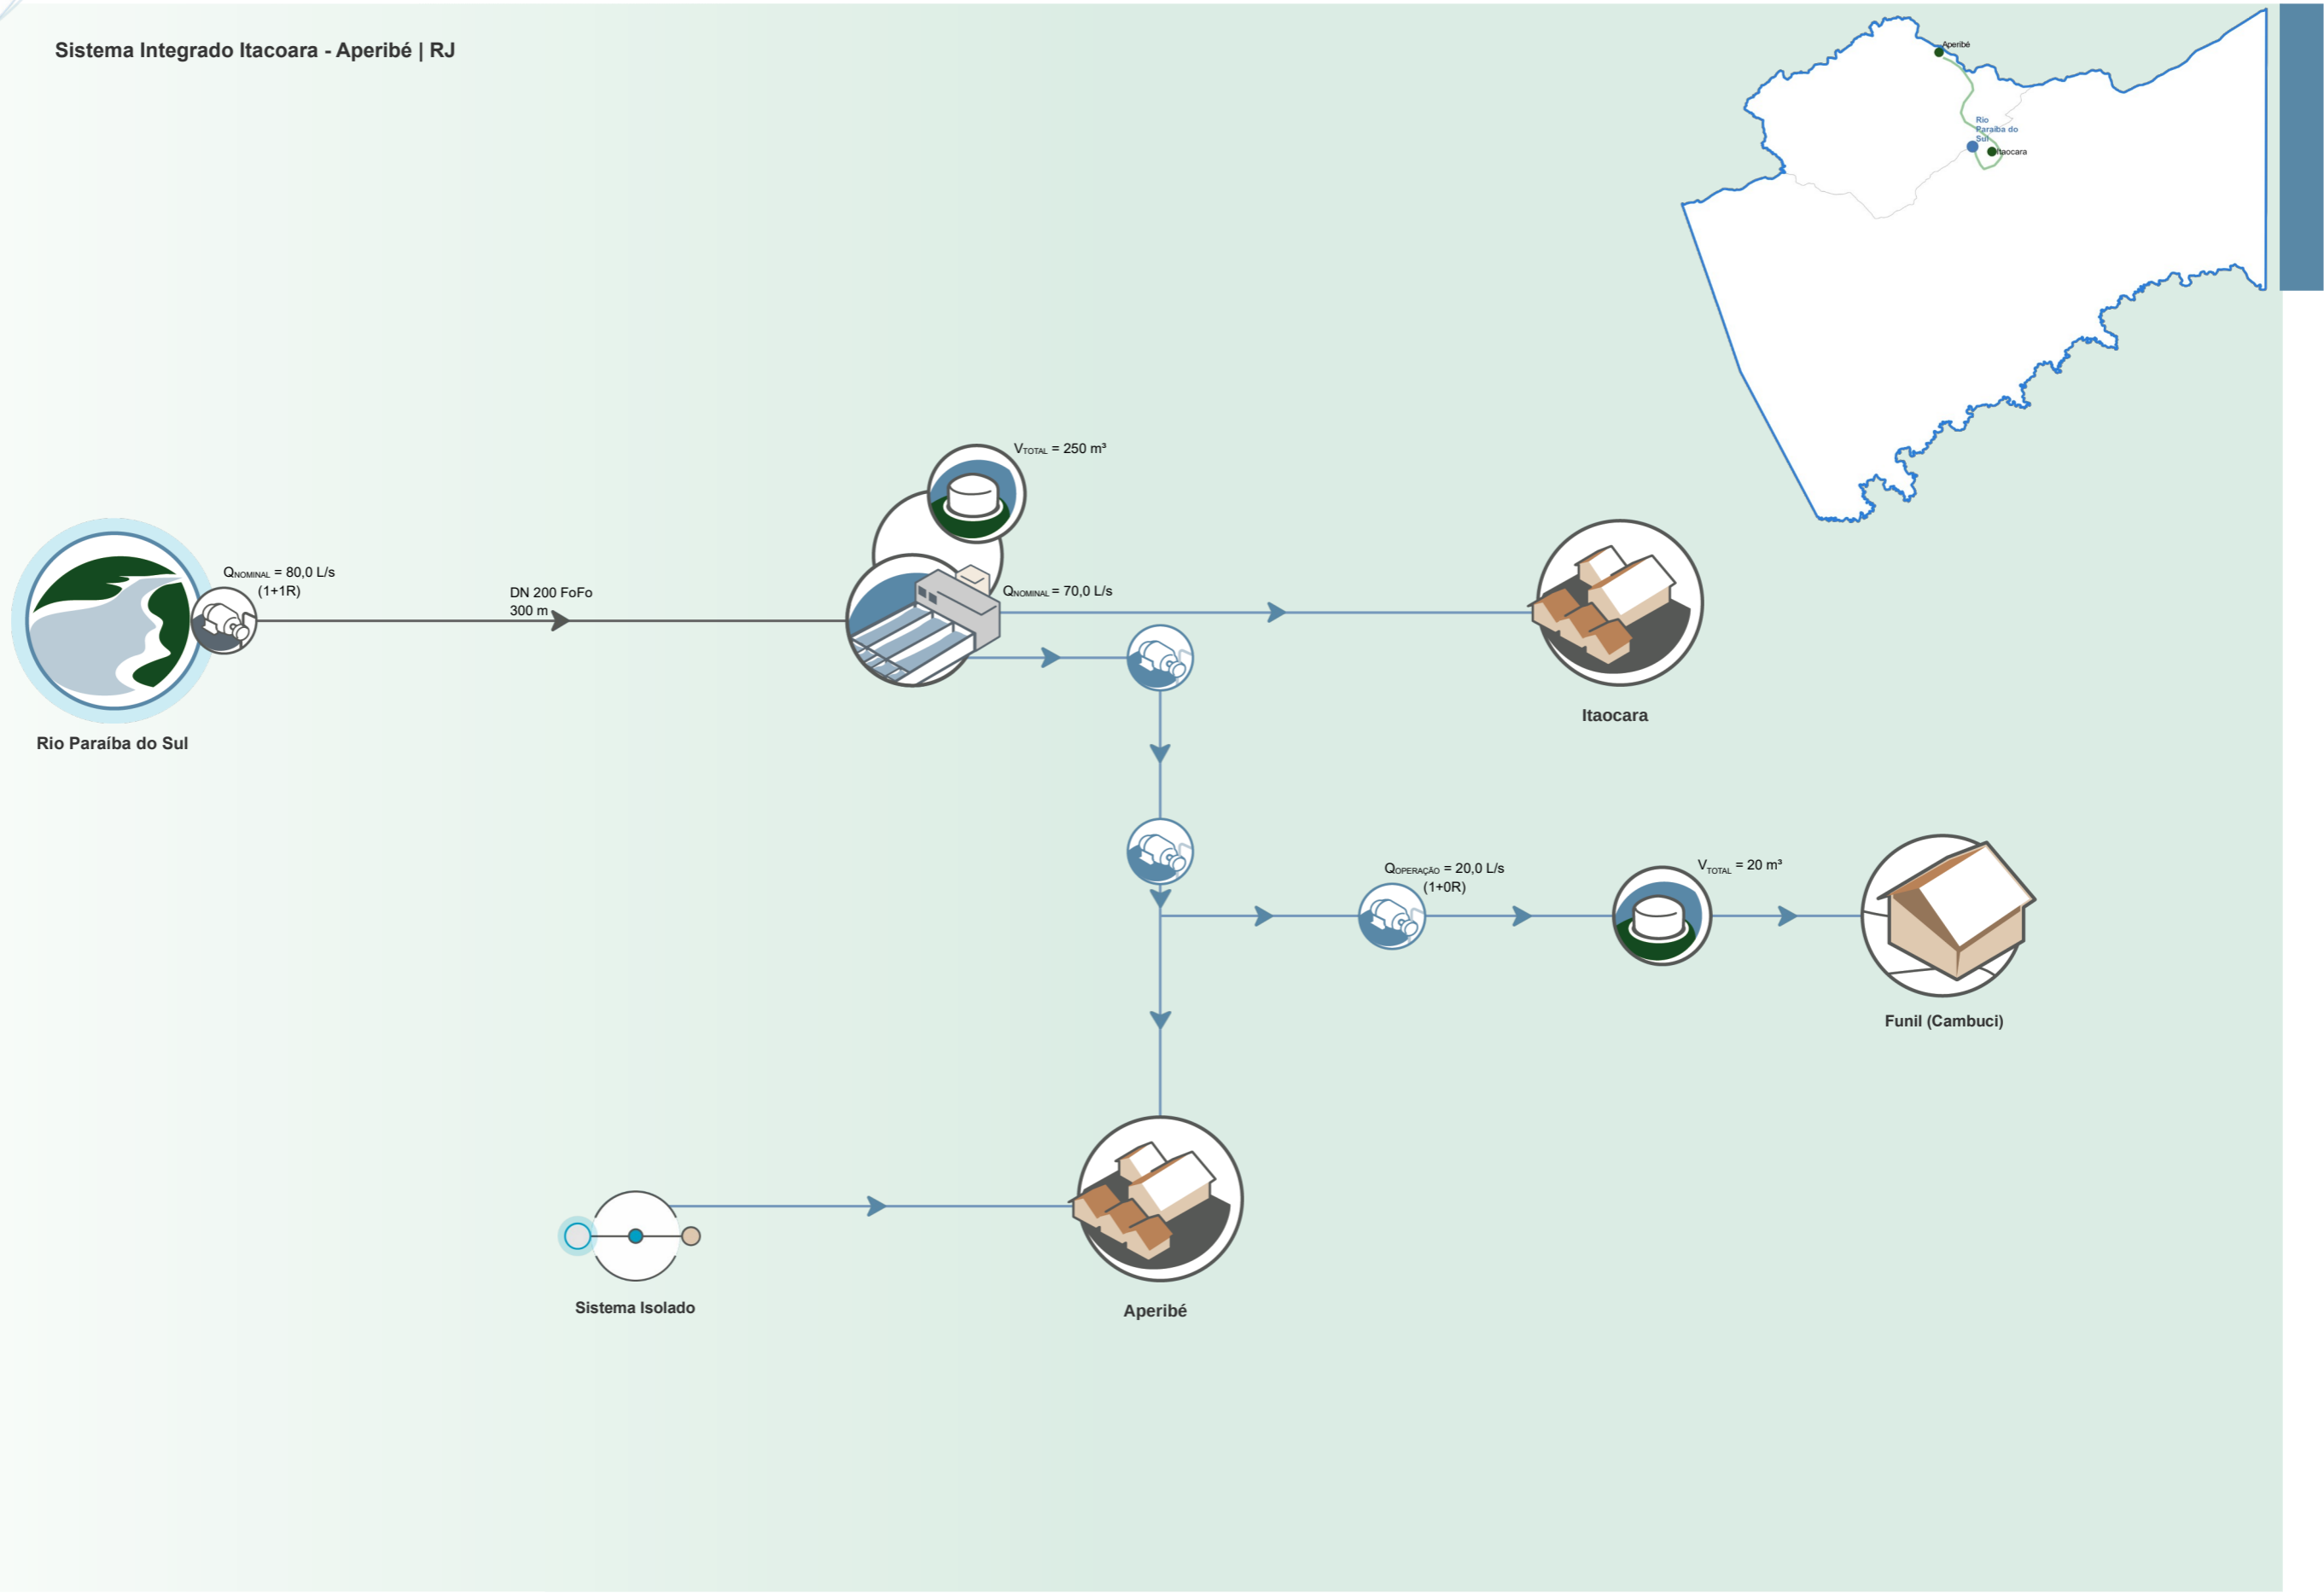 Sistema Integrado Itacoara - Aperibé | RJ
Aperibé
Rio
Paraíba do
Sul
Itaocara
VTOTAL = 250 m³
QNOMINAL = 80,0 L/s
(1+1R)
DN 200 FoFo
300 m
QNOMINAL = 70,0 L/s
Itaocara
Rio Paraíba do Sul
QOPERAÇÃO = 20,0 L/s
(1+0R)
VTOTAL = 20 m³
Funil (Cambuci)
Sistema Isolado
Aperibé